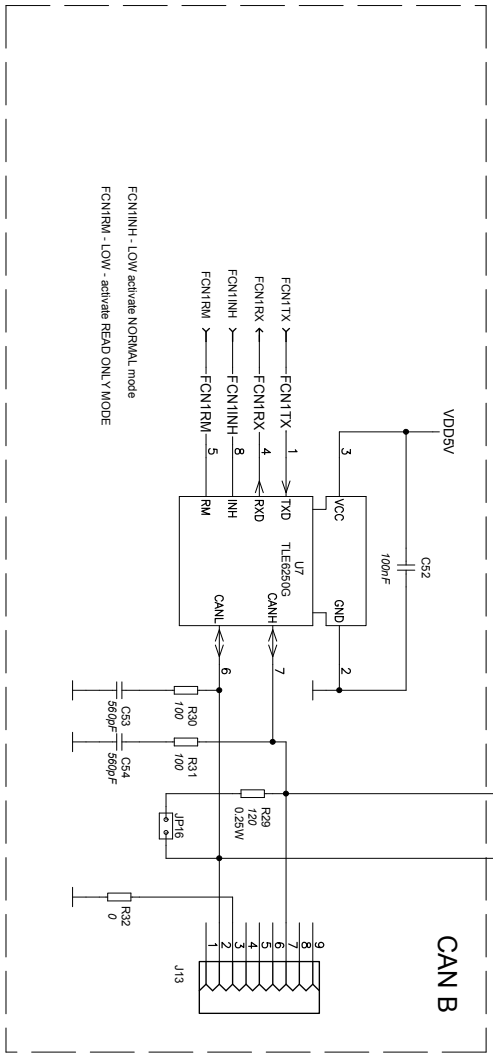 CAN B
VDD5V
C52
100nF
3
2
VCC
GND
U7
TLE6250G
FCN1TX
FCN1TX
1
TXD
CANH
7
FCN1RX
FCN1RX
4
RXD
FCN1INH
FCN1INH
8
INH
FCN1RM
FCN1RM
5
RM
CANL
6
R29
120
0.25W
R31
100
R30
100
C54
560pF
C53
560pF
JP16
R32
0
9
8
7
6
5
4
3
2
1
J13
FCN1INH - LOW activate NORMAL mode
FCN1RM - LOW - activate READ ONLY MODE